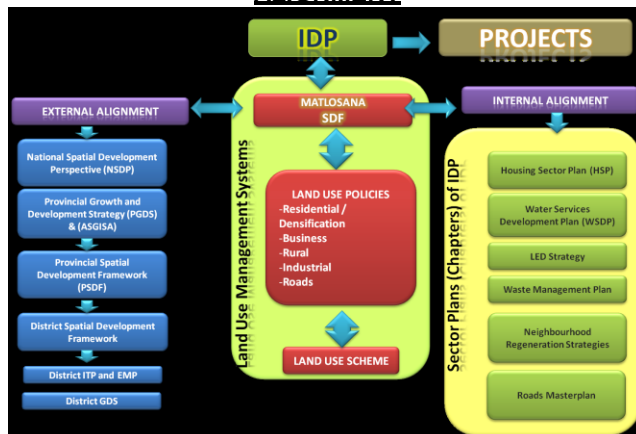 IDP
PROJECTS
EXTERNAL ALIGNMENT
National Spatial Development
Perspective (NSDP)
Provincial Growth and
Development Strategy (PGDS)
& (ASGISA)
Provincial Spatial
Development Framework
(PSDF)
District Spatial Development
Framework
District ITP and EMP
District GDS
Land Use Management Systems
MATLOSANA
SDF
LAND USE POLICIES
-Residential /
Densification
-Business
-Rural
-Industrial
-Roads
LAND USE SCHEME
INTERNAL ALIGNMENT
Sector Plans (Chapters) of IDP
Housing Sector Plan (HSP)
Water Services
Development Plan (WSDP)
LED Strategy
Waste Management Plan
Neighbourhood
Regeneration Strategies
Roads Masterplan